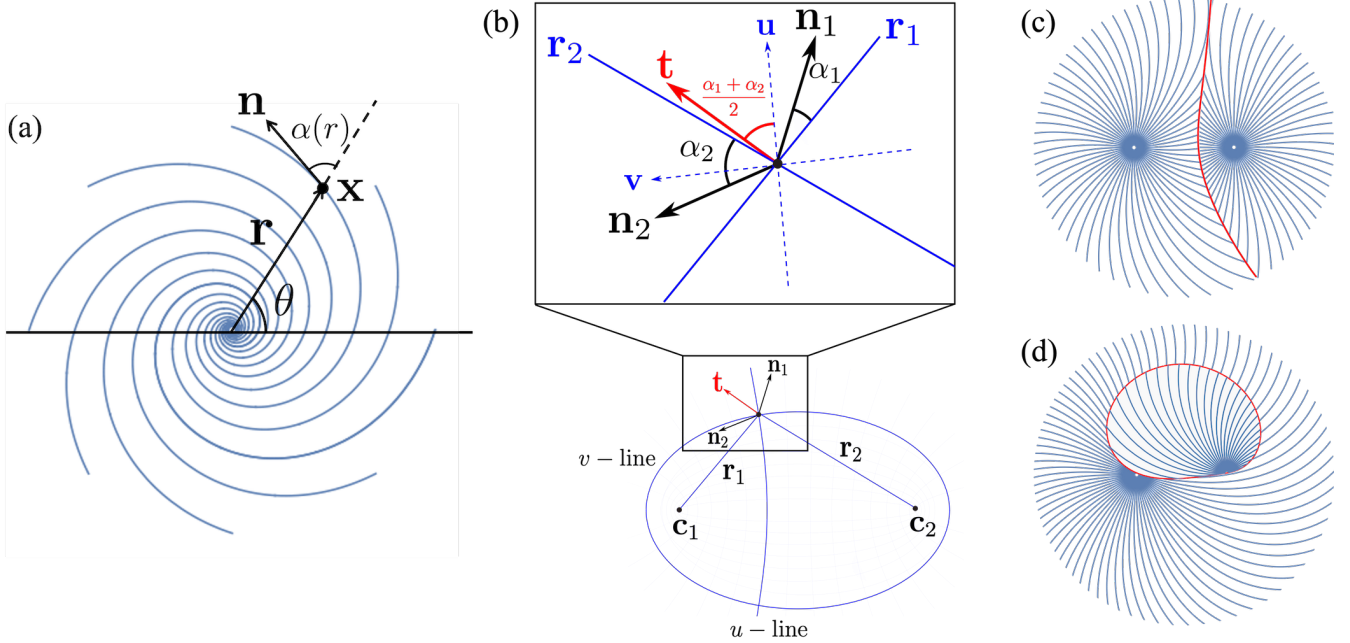 (a)
n
α(r)
x
r
θ
(b)
r₂
u
n₁
r₁
t
α₁ + α₂
2
α₁
α₂
v
n₂
t
n₁
n₂
v − line
r₁
r₂
c₁
c₂
u − line
(c)
(d)